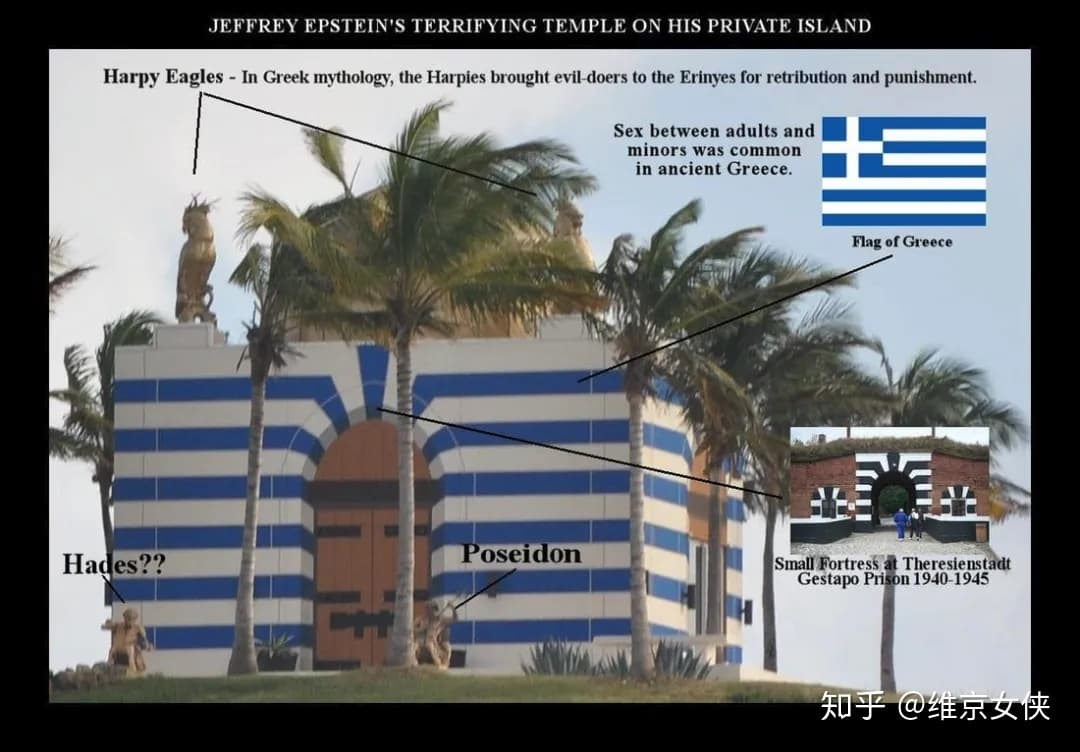 JEFFREY EPSTEIN'S TERRIFYING TEMPLE ON HIS PRIVATE ISLAND
Harpy Eagles - In Greek mythology, the Harpies brought evil-doers to the Erinyes for retribution and punishment.
Sex between adults and
minors was common
in ancient Greece.
Flag of Greece
Hades??
Poseidon
Small Fortress at Theresienstadt
Gestapo Prison 1940-1945
知乎 @维京女侠